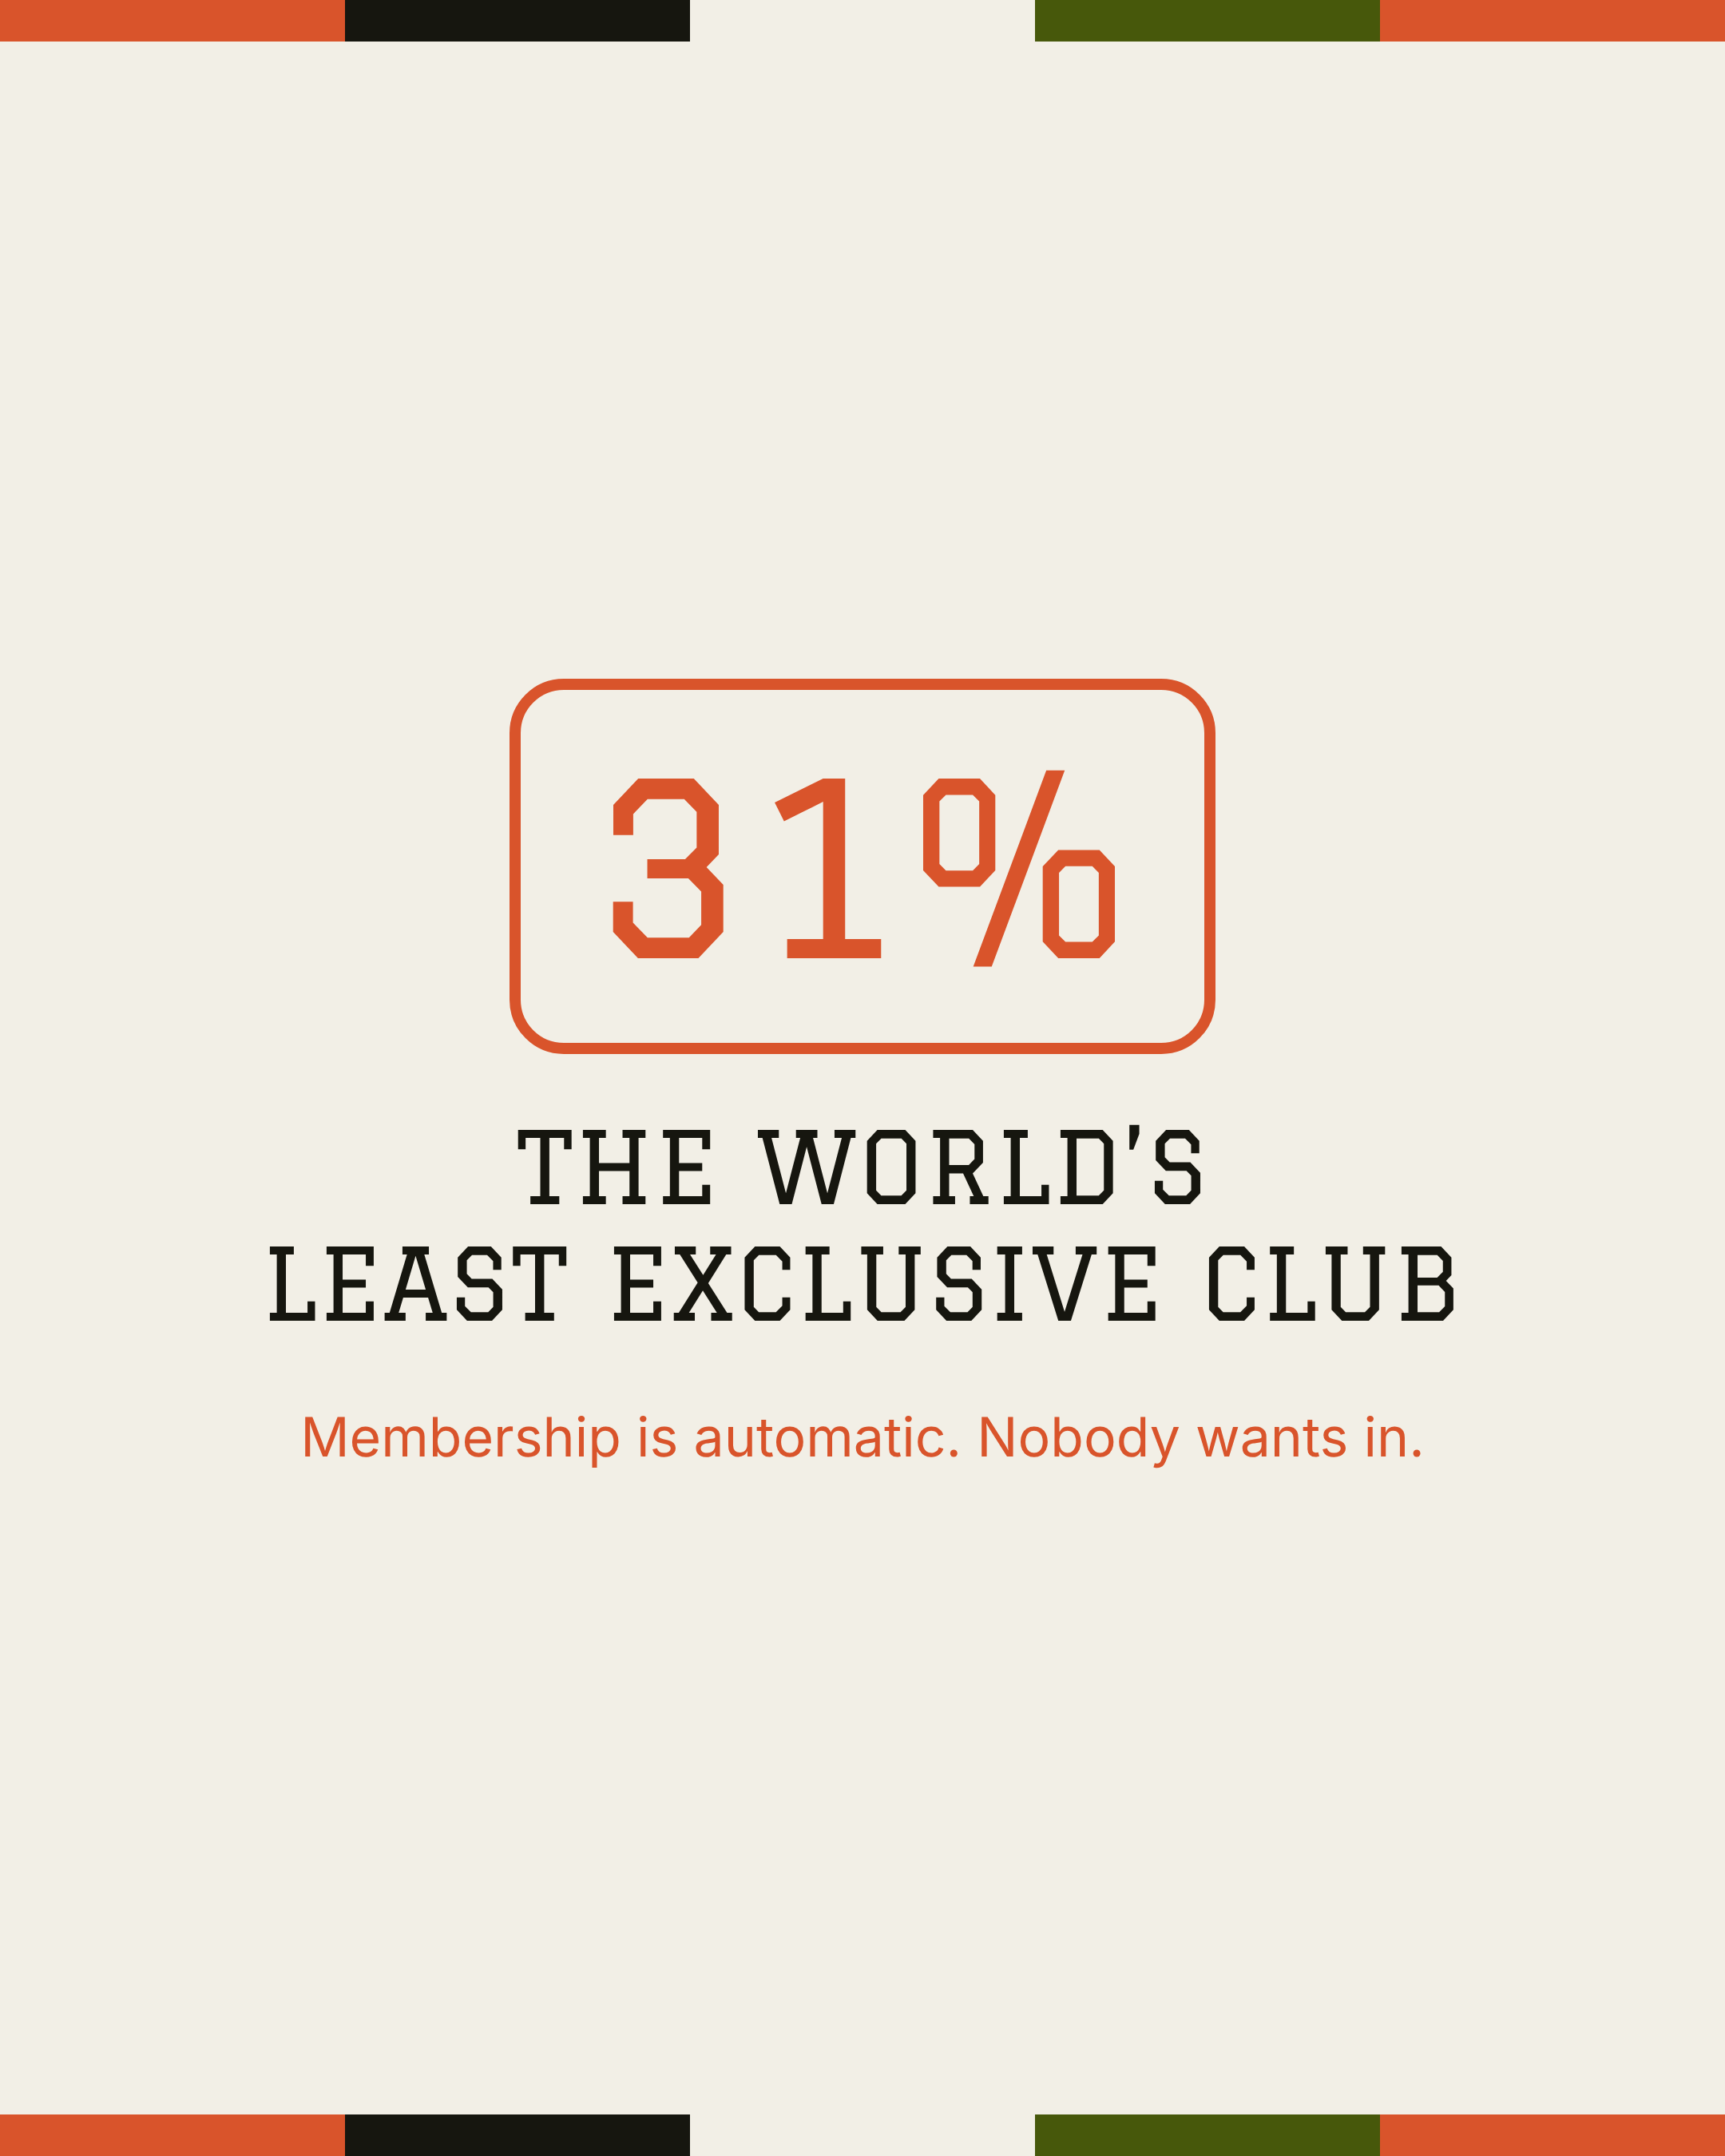 31%
THE WORLD’S
LEAST EXCLUSIVE CLUB
Membership is automatic. Nobody wants in.